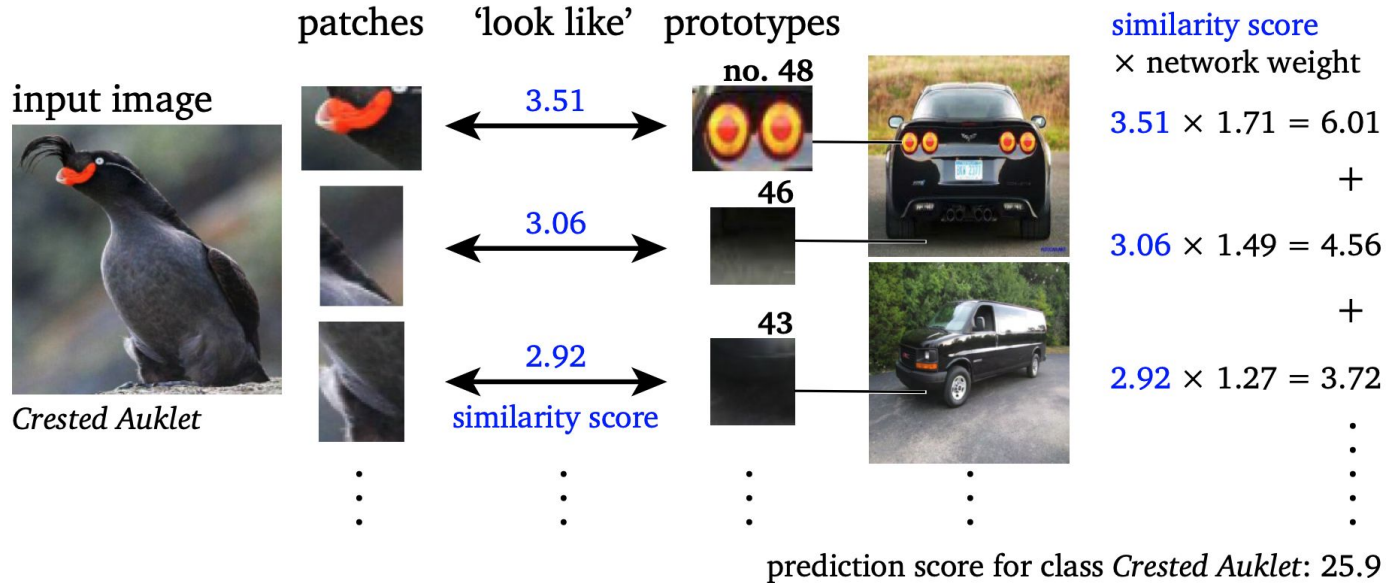 patches 'look like' prototypes
similarity score
× network weight
input image
no. 48
3.51
3.51 × 1.71 = 6.01
+
46
3.06
3.06 × 1.49 = 4.56
+
43
2.92
2.92 × 1.27 = 3.72
similarity score
Crested Auklet
prediction score for class Crested Auklet: 25.9